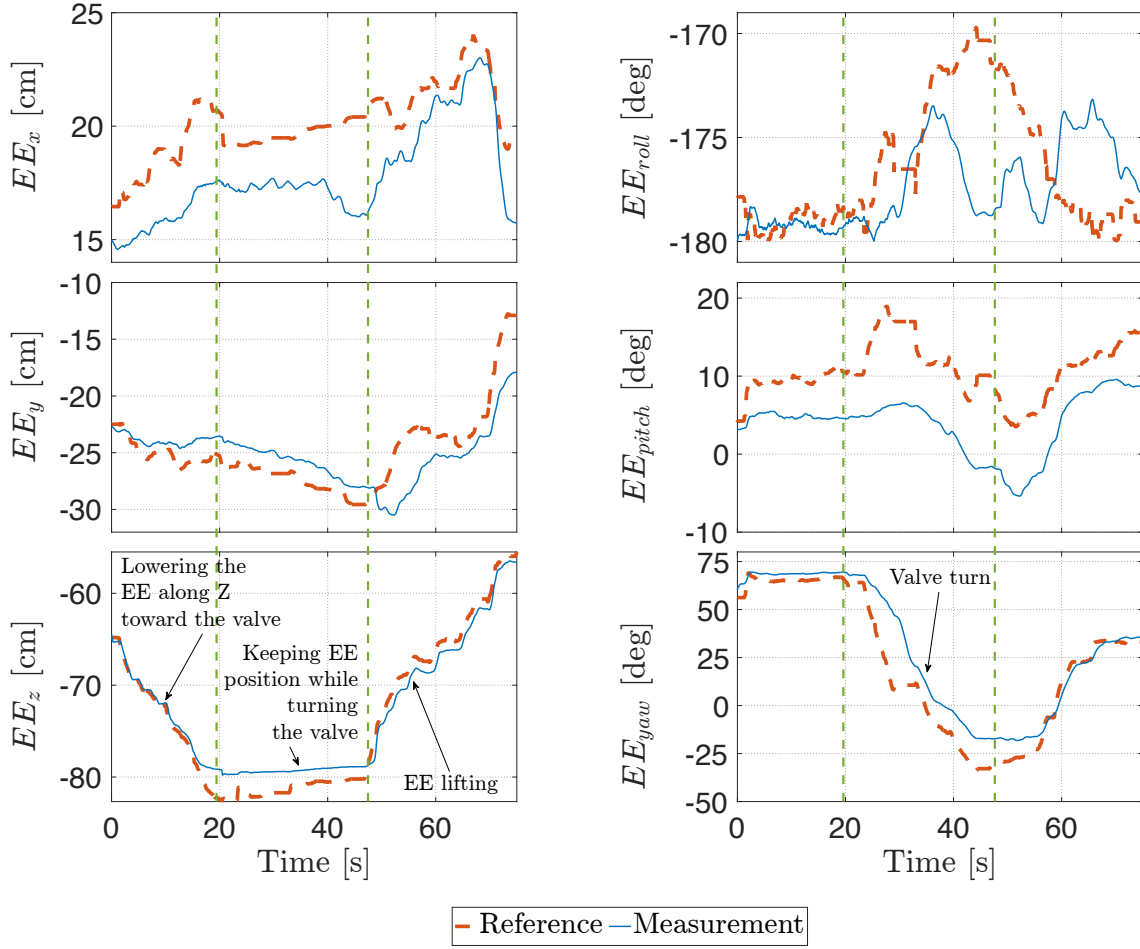 25
20
15
EE_x [cm]
-170
-175
-180
EE_roll [deg]
-10
-15
-20
-25
-30
EE_y [cm]
20
10
0
-10
EE_pitch [deg]
Lowering the
EE along Z
toward the valve
Keeping EE
position while
turning
the valve
EE lifting
-60
-70
-80
EE_z [cm]
0 20 40 60
Time [s]
Valve turn
75
50
25
0
-25
-50
EE_yaw [deg]
0 20 40 60
Time [s]
Reference Measurement